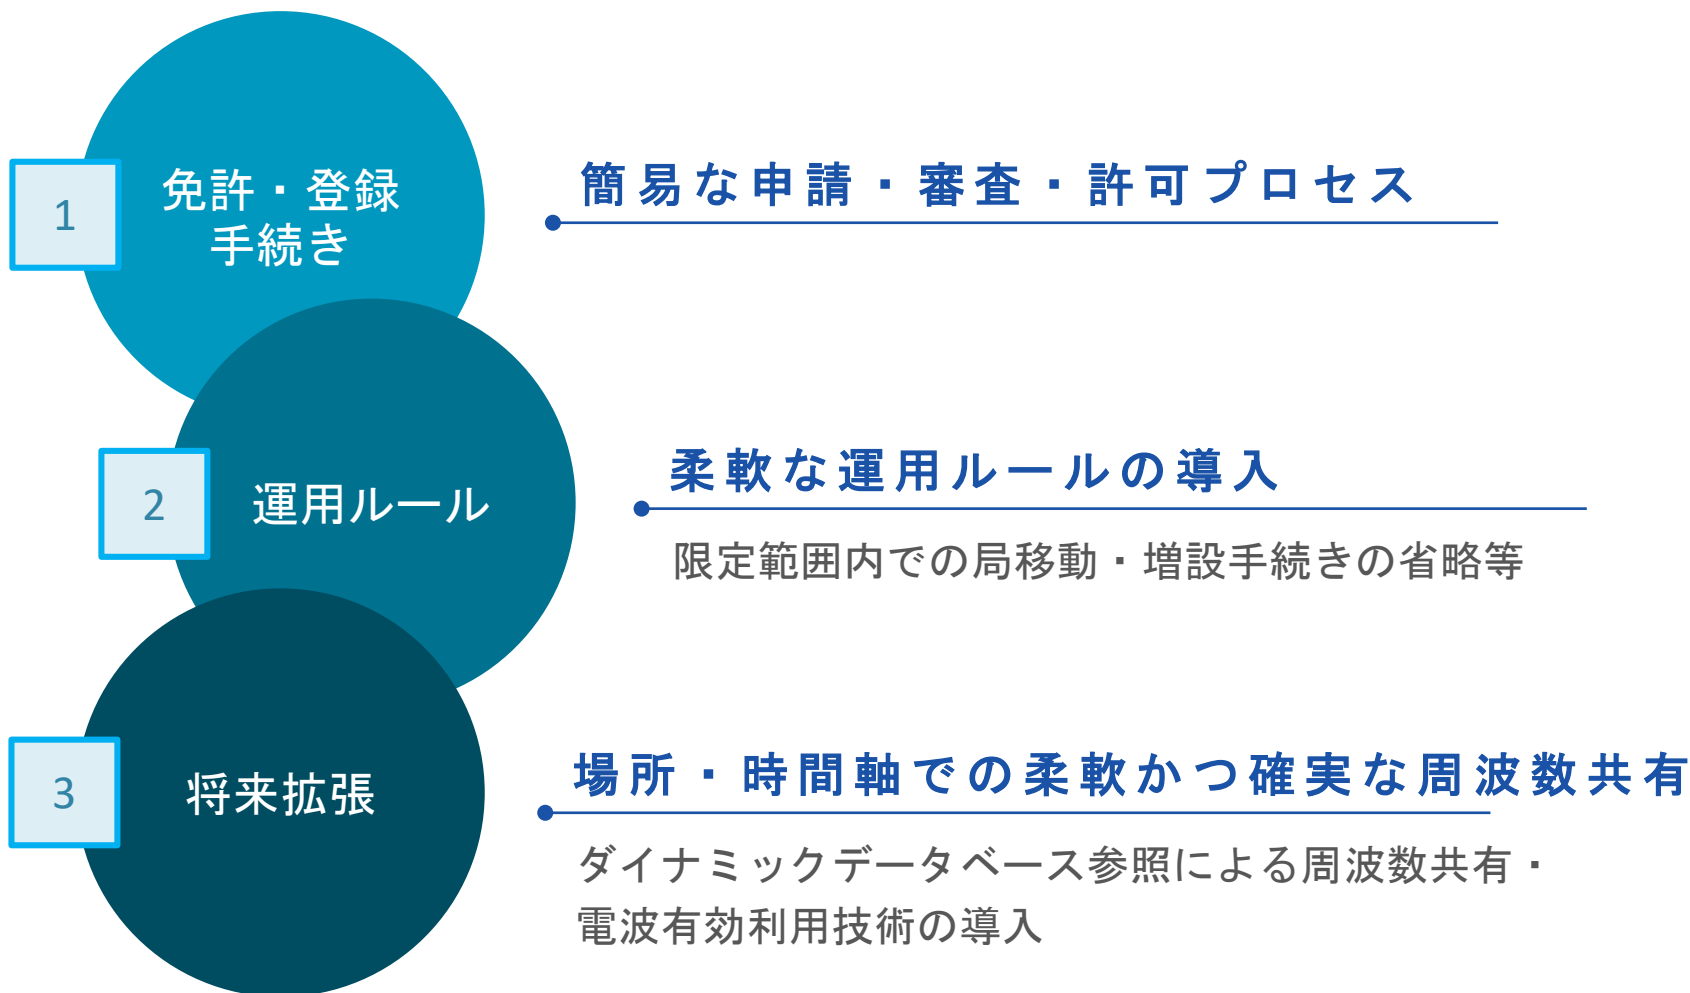 1
免許・登録
手続き
簡易な申請・審査・許可プロセス
2
運用ルール
柔軟な運用ルールの導入
限定範囲内での局移動・増設手続きの省略等
3
将来拡張
場所・時間軸での柔軟かつ確実な周波数共有
ダイナミックデータベース参照による周波数共有・
電波有効利用技術の導入